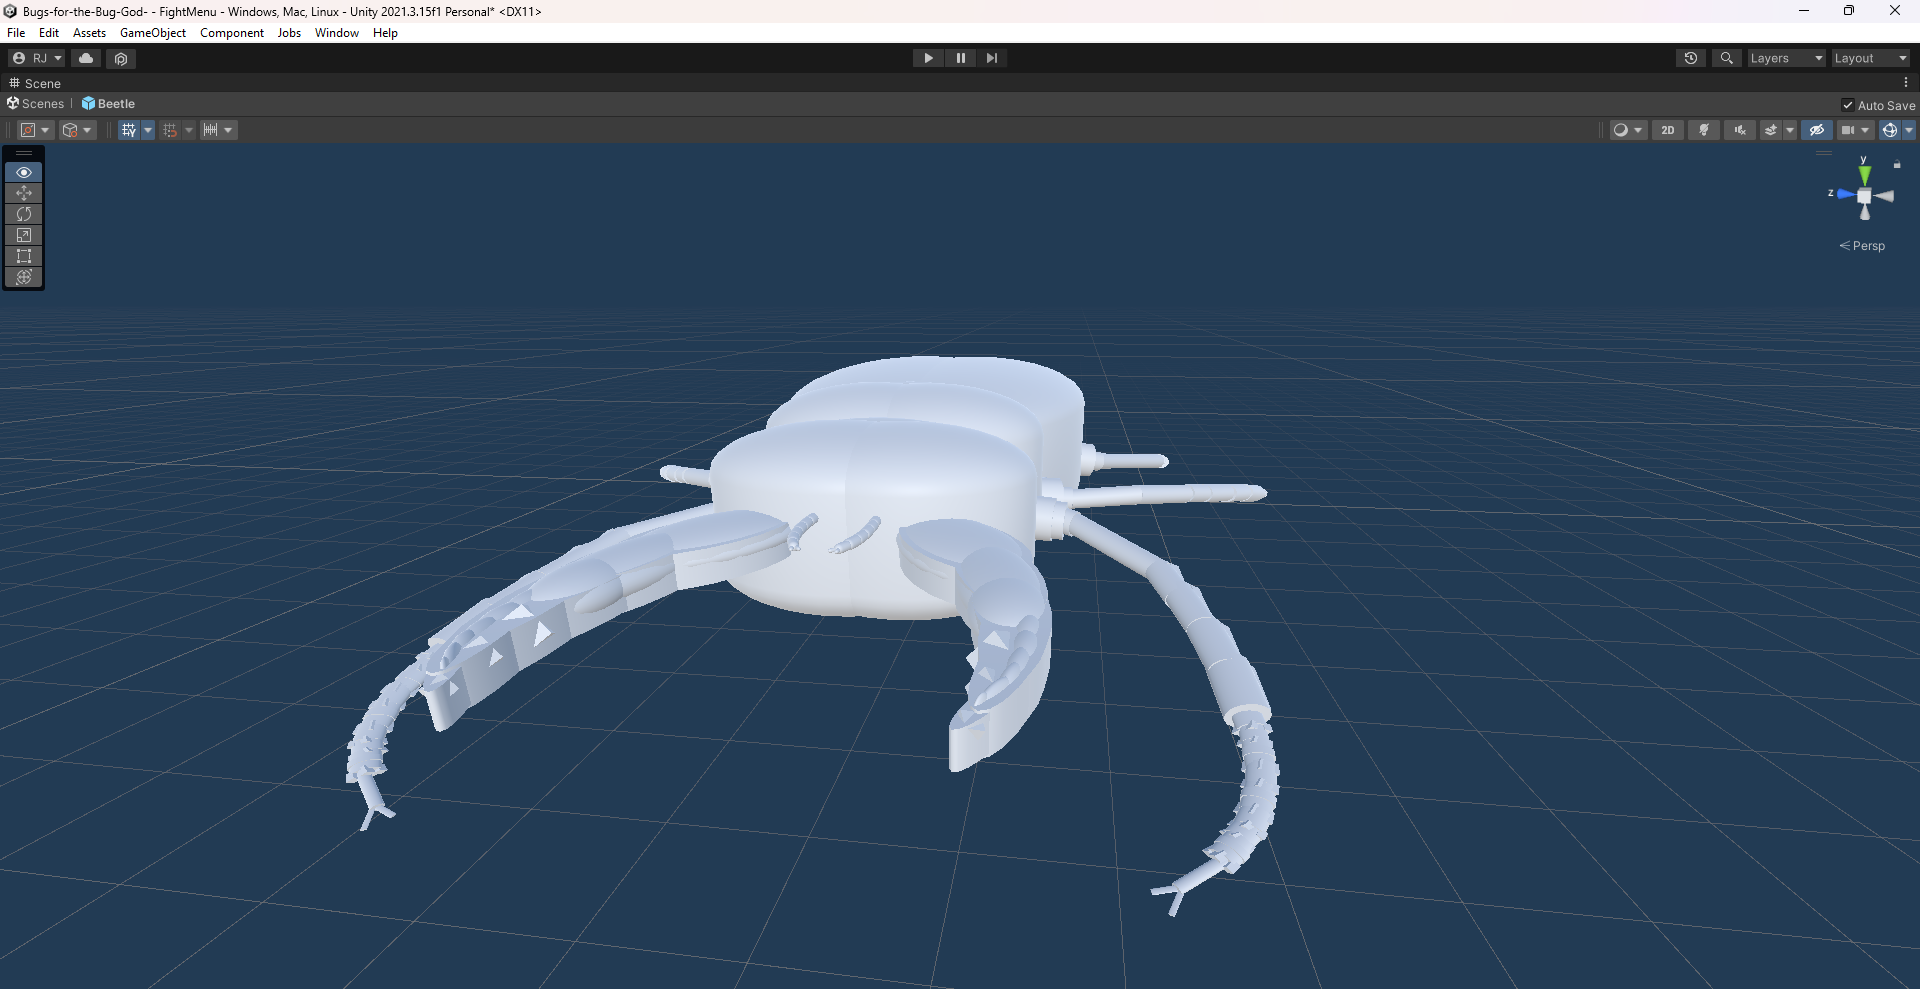 Bugs-for-the-Bug-God- - FightMenu - Windows, Mac, Linux - Unity 2021.3.15f1 Personal* <DX11>
File Edit Assets GameObject Component Jobs Window Help
RJ Layers Layout
Scene
Scenes | Beetle Auto Save
2D
y
z
Persp